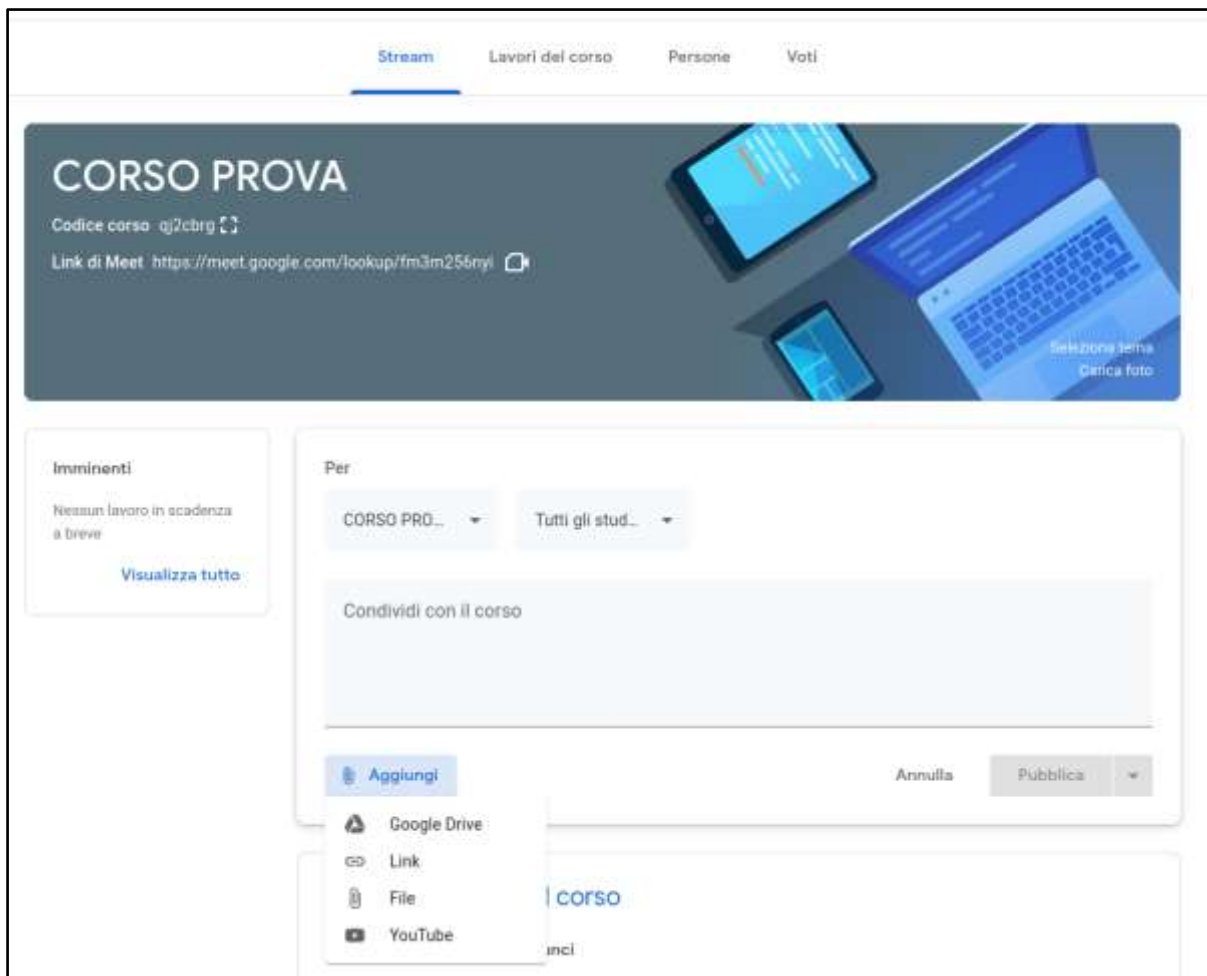 Stream Lavori del corso Persone Voti
CORSO PROVA
Codice corso qj2cbrg
Link di Meet https://meet.google.com/lookup/fm3m256nyi
Seleziona tema
Carica foto
Imminenti
Nessun lavoro in scadenza
a breve
Visualizza tutto
Per
CORSO PRO... Tutti gli stud...
Condividi con il corso
Aggiungi Annulla Pubblica
Google Drive
Link
File
YouTube
corso
unci